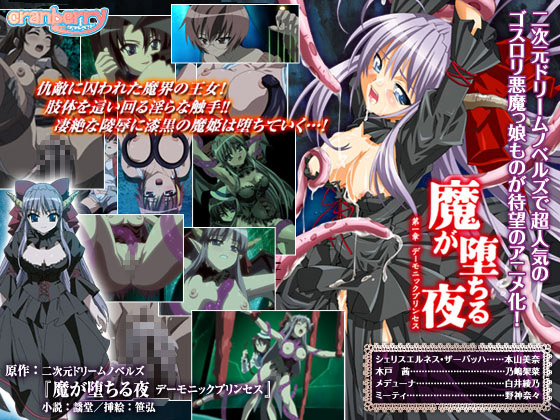 cranberry
仇敵に囚われた魔界の王女!
肢体を這い回る淫らな触手!!
凄絶な陵辱に漆黒の魔姫は堕ちていく…!
二次元ドリームノベルズで超人気の
ゴスロリ悪魔っ娘ものが待望のアニメ化!
魔が堕ちる夜
第一章 デーモニックプリンセス
シェリスエルネス・ザーバッハ……本山美奈
木戸 茜……乃嶋架菜
メデューナ……白井綾乃
ミーティ……野神奈々
原作:二次元ドリームノベルズ
『魔が堕ちる夜 デーモニックプリンセス』
小説:謡堂/挿絵:笹弘